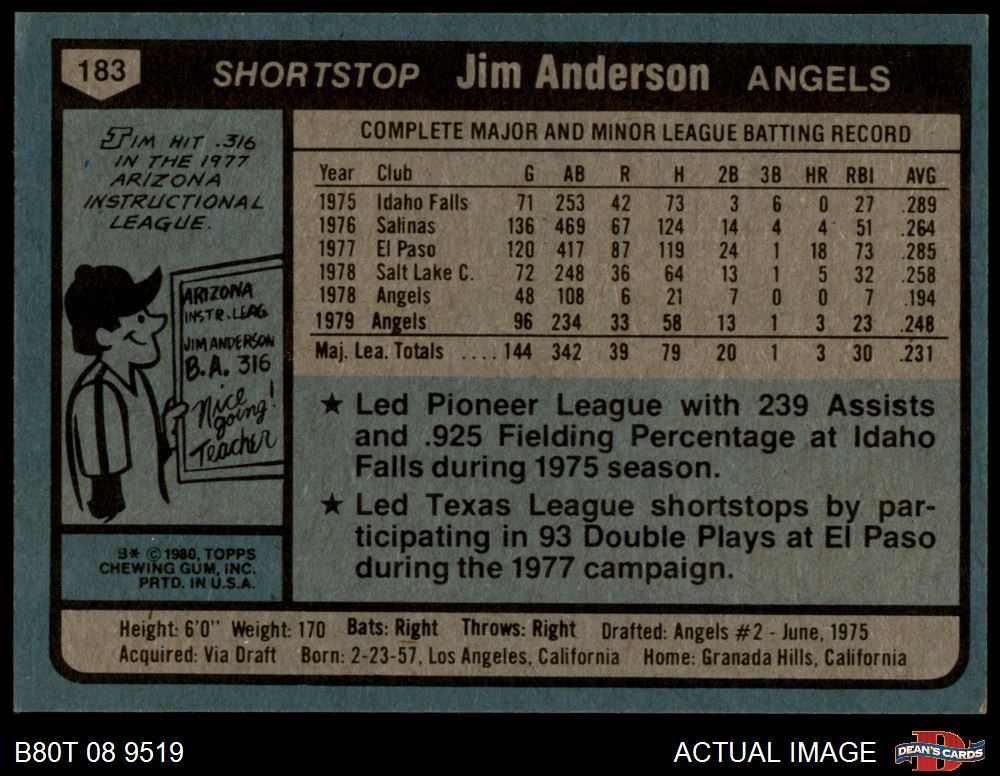 183 SHORTSTOP Jim Anderson ANGELS
JIM HIT .316
IN THE 1977
ARIZONA
INSTRUCTIONAL
LEAGUE.
ARIZONA
INSTR. LEAG
JIM ANDERSON
B.A. 316
Nice
going!
Teacher
B* © 1980, TOPPS
CHEWING GUM, INC.
PRTD. IN U.S.A.
COMPLETE MAJOR AND MINOR LEAGUE BATTING RECORD
Year Club G AB R H 2B 3B HR RBI AVG
1975 Idaho Falls 71 253 42 73 3 6 0 27 .289
1976 Salinas 136 469 67 124 14 4 4 51 .264
1977 El Paso 120 417 87 119 24 1 18 73 .285
1978 Salt Lake C. 72 248 36 64 13 1 5 32 .258
1978 Angels 48 108 6 21 7 0 0 7 .194
1979 Angels 96 234 33 58 13 1 3 23 .248
Maj. Lea. Totals .... 144 342 39 79 20 1 3 30 .231
★ Led Pioneer League with 239 Assists
and .925 Fielding Percentage at Idaho
Falls during 1975 season.
★ Led Texas League shortstops by par-
ticipating in 93 Double Plays at El Paso
during the 1977 campaign.
Height: 6'0" Weight: 170 Bats: Right Throws: Right Drafted: Angels #2 - June, 1975
Acquired: Via Draft Born: 2-23-57, Los Angeles, California Home: Granada Hills, California
B80T 08 9519 ACTUAL IMAGE D DEAN'S CARDS